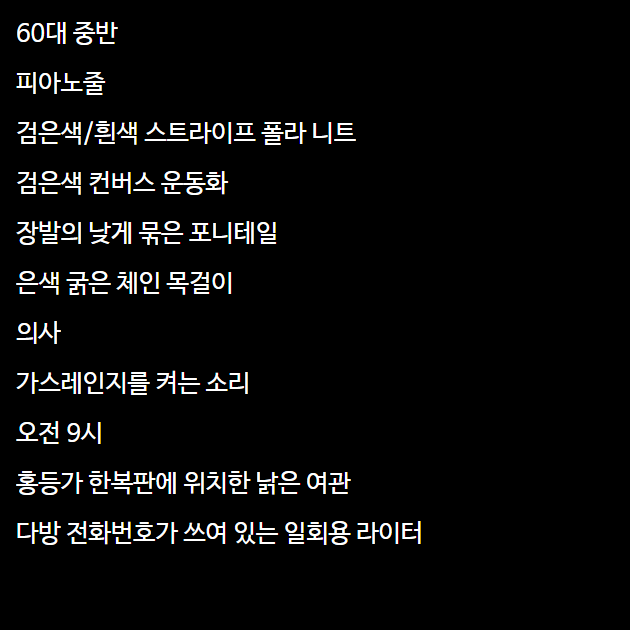 60대 중반
피아노줄
검은색/흰색 스트라이프 폴라 니트
검은색 컨버스 운동화
장발의 낮게 묶은 포니테일
은색 굵은 체인 목걸이
의사
가스레인지를 켜는 소리
오전 9시
홍등가 한복판에 위치한 낡은 여관
다방 전화번호가 쓰여 있는 일회용 라이터